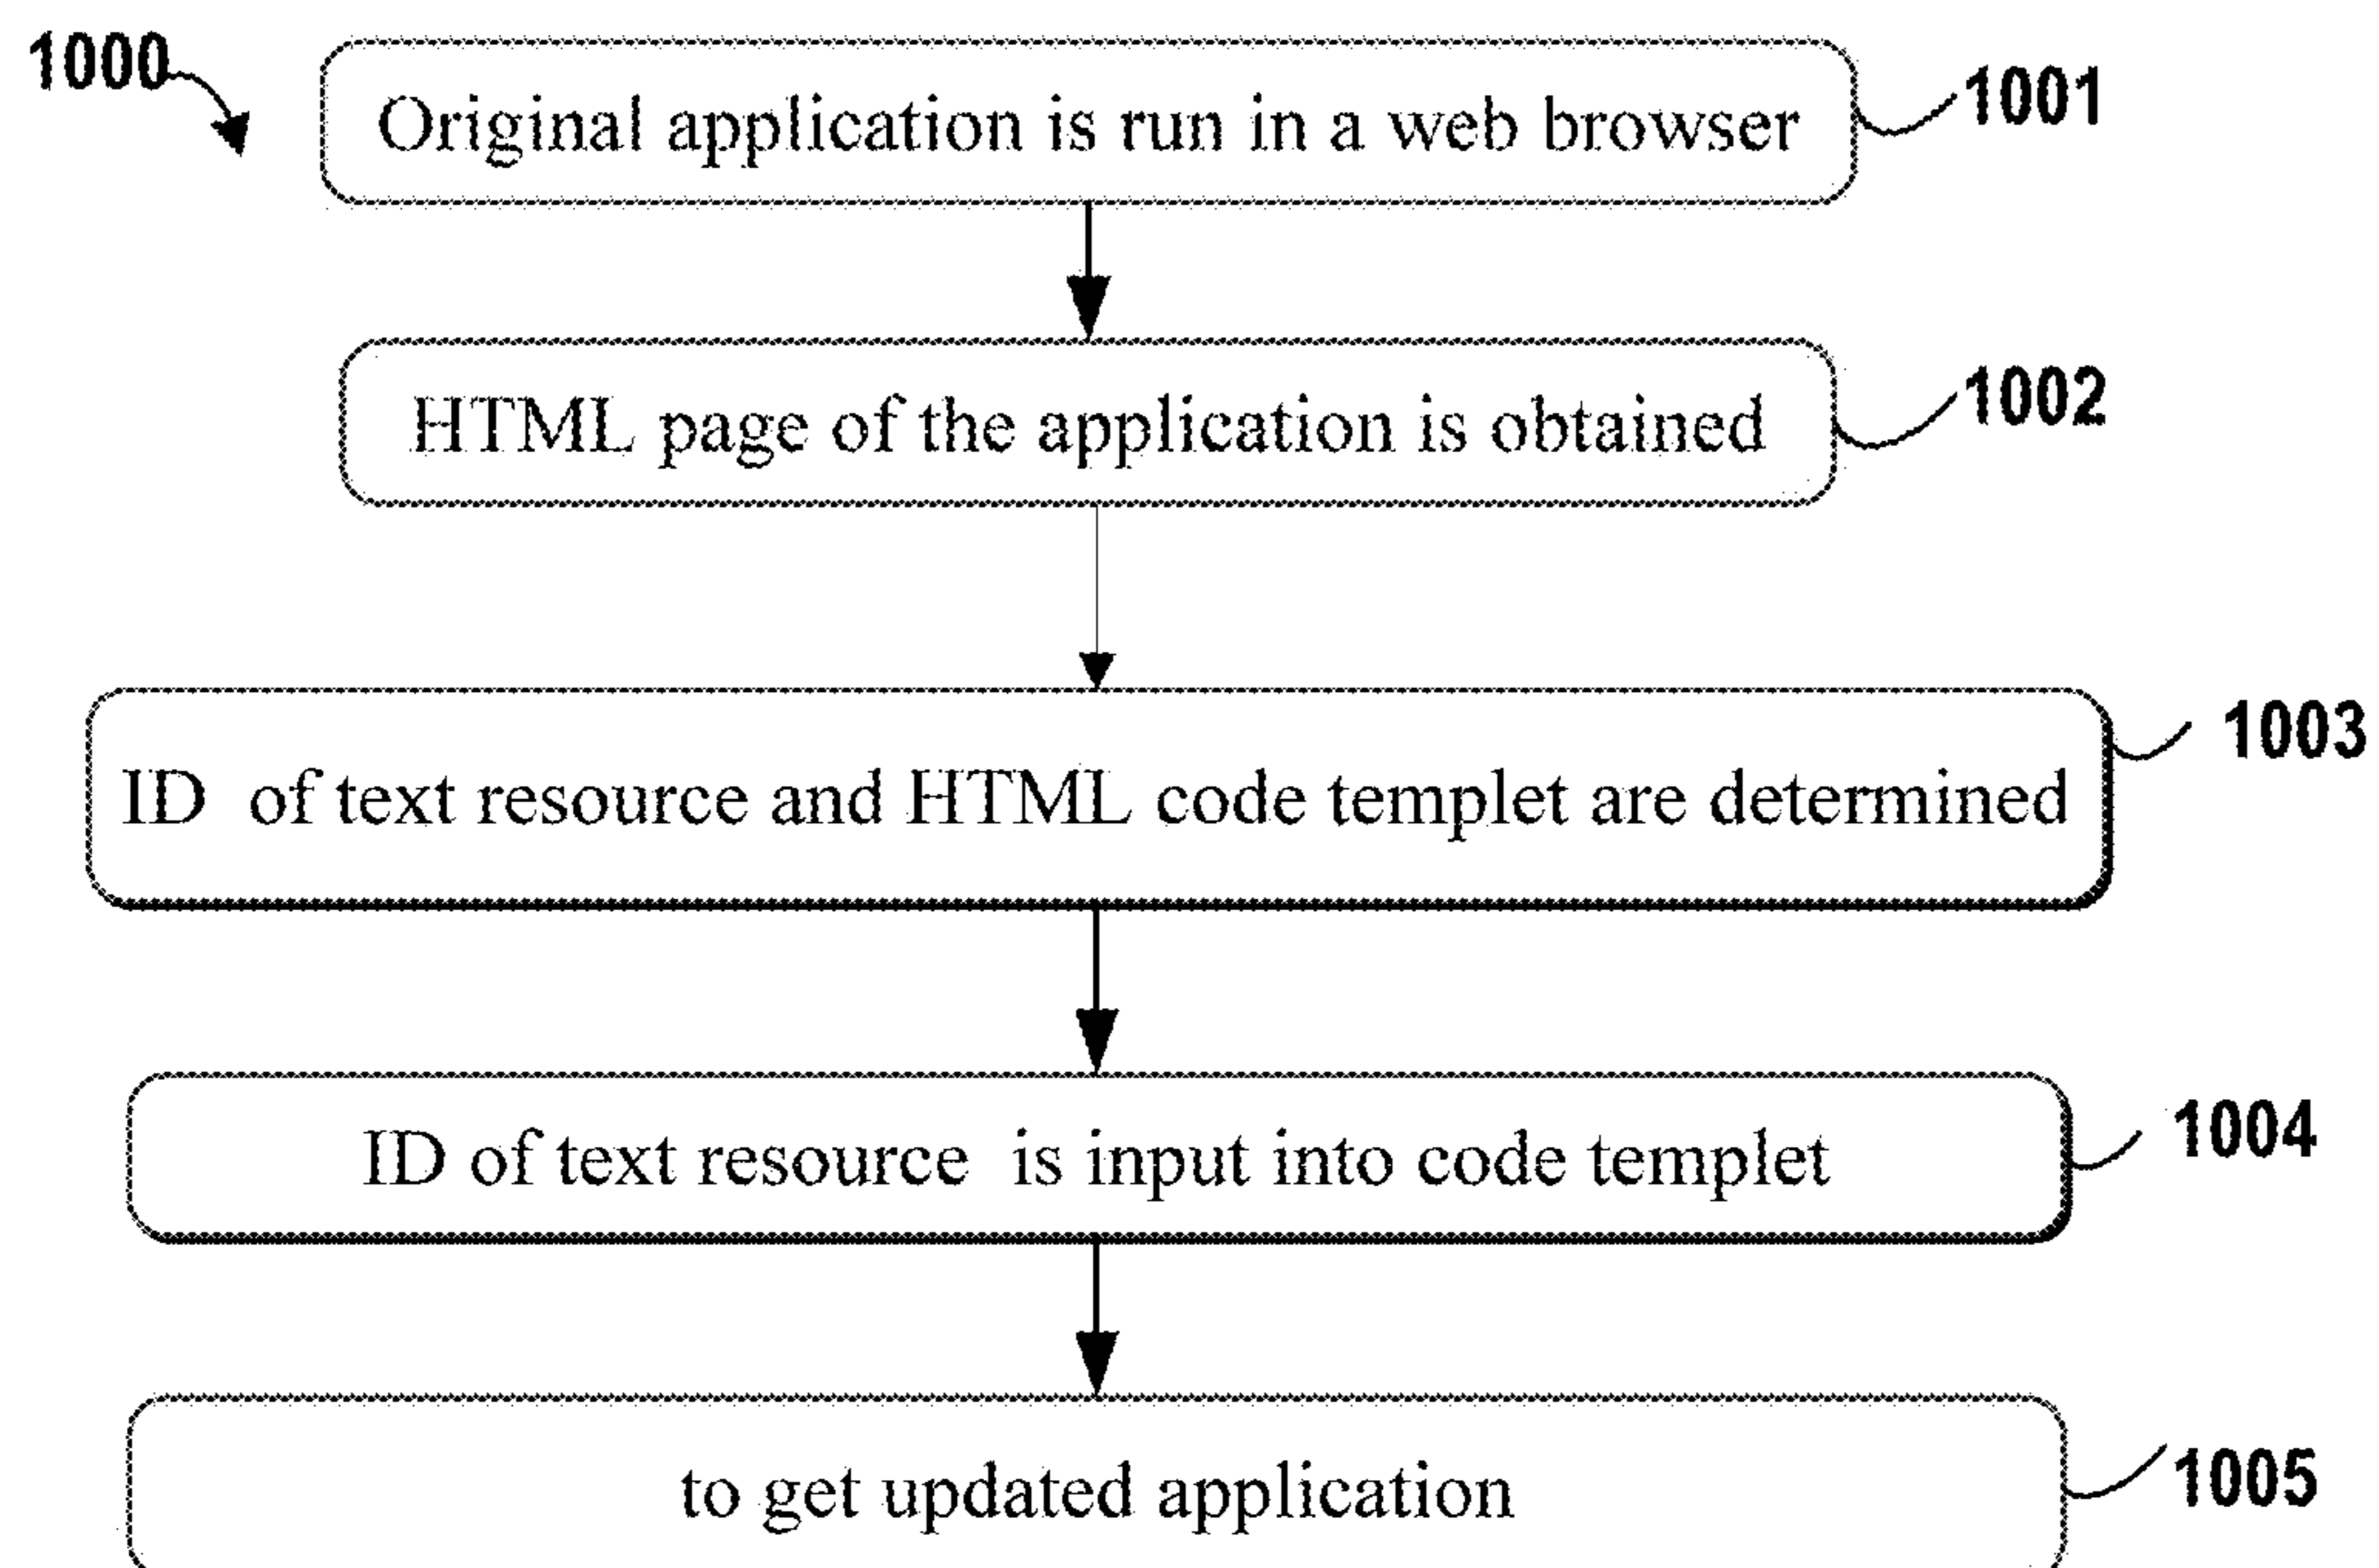 1000
Original application is run in a web browser
1001
HTML page of the application is obtained
1002
ID of text resource and HTML code templet are determined
1003
ID of text resource is input into code templet
1004
to get updated application
1005